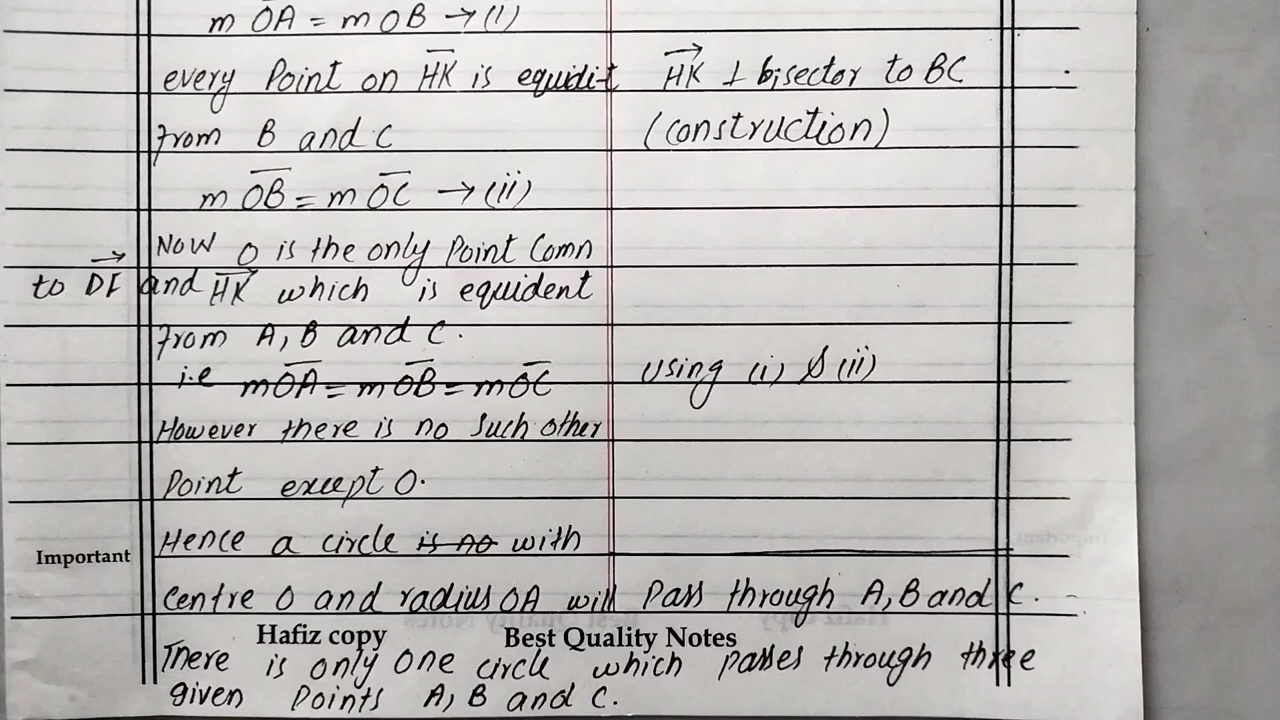 m OA = m OB → (i)
every Point on HK is equidi-t HK ⊥ bisector to BC
from B and C (construction)
m OB = m OC → (ii)
Now O is the only Point Comn
to DF and HK which is equident
from A, B and C.
i.e mOA = mOB = mOC Using (i) & (ii)
However there is no Such other
Point except O.
Hence a circle is no with
Important
Centre O and radius OA will Pass through A, B and C.
Hafiz copy Best Quality Notes
There is only one circle which passes through three
given Points A, B and C.